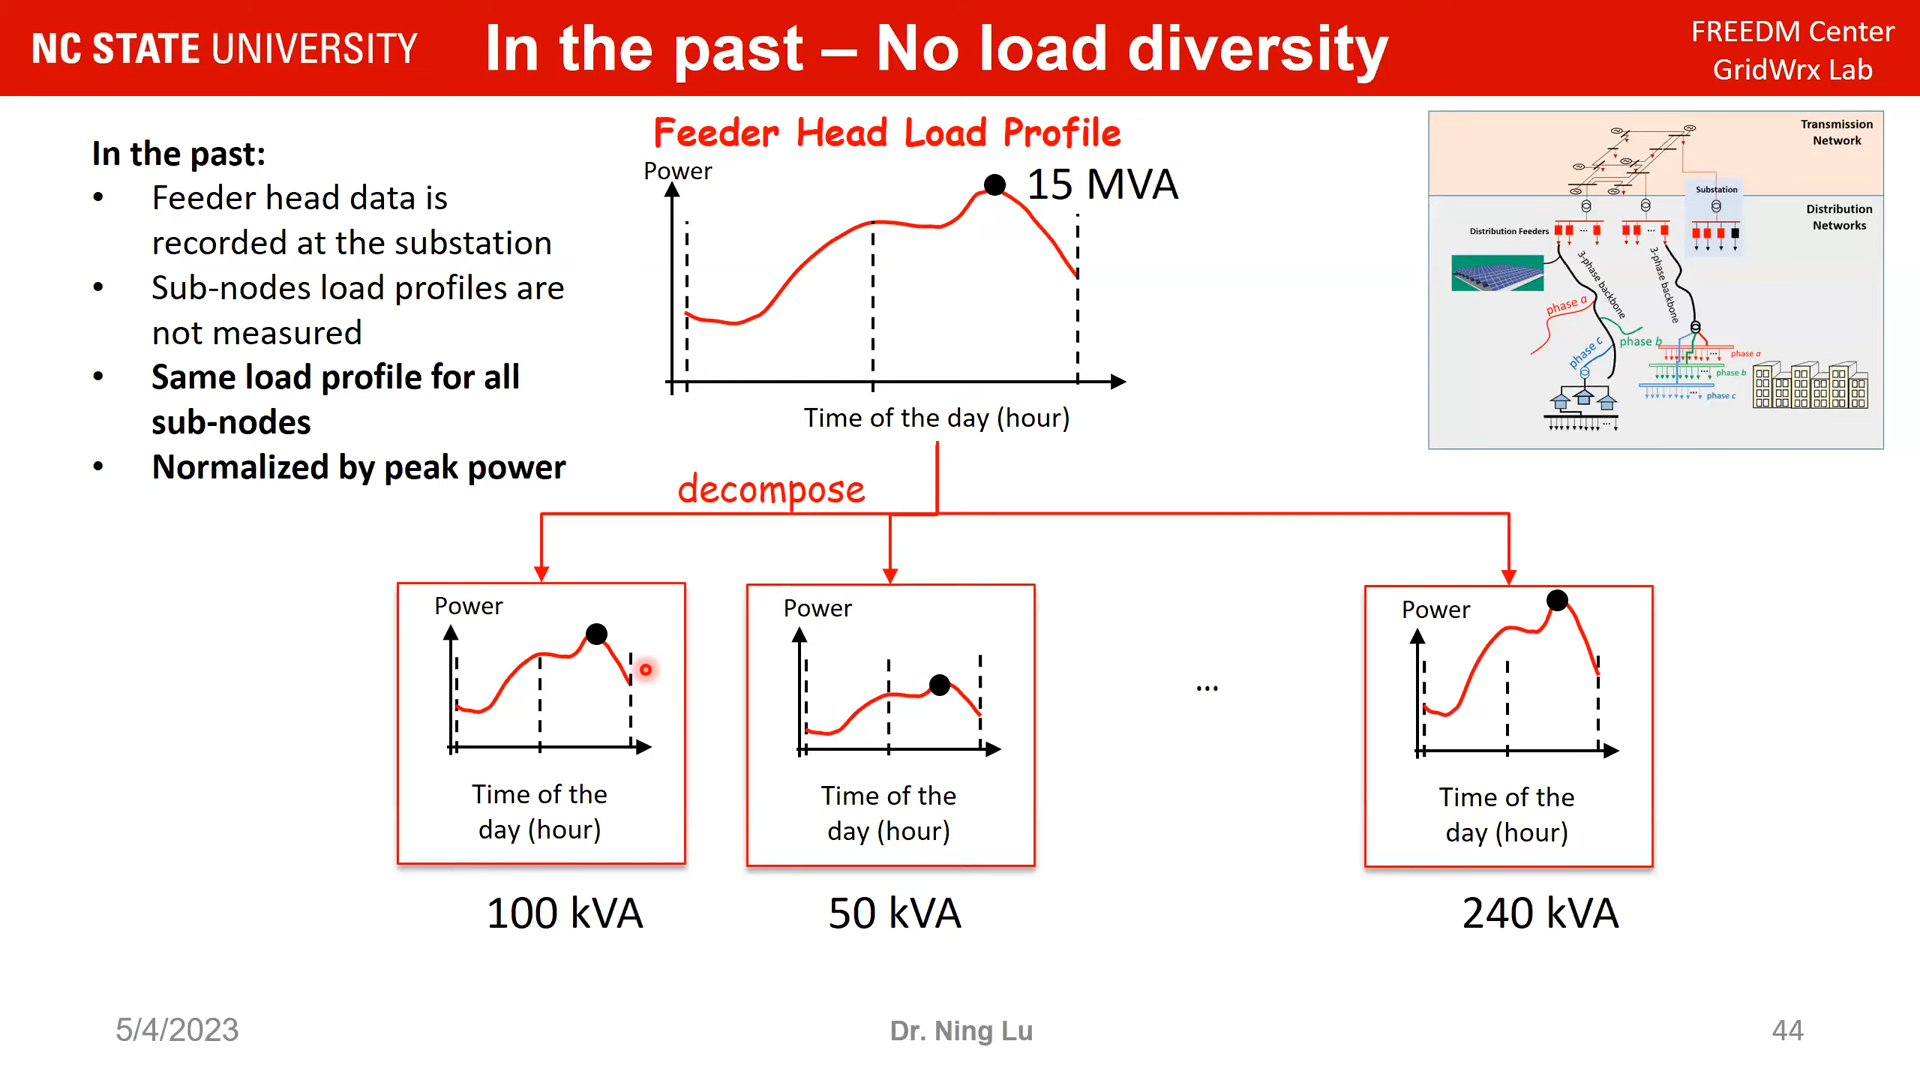 NC STATE UNIVERSITY
In the past – No load diversity
FREEDM Center
GridWrx Lab
In the past:
• Feeder head data is
recorded at the substation
• Sub-nodes load profiles are
not measured
• Same load profile for all
sub-nodes
• Normalized by peak power
Feeder Head Load Profile
Power
15 MVA
Time of the day (hour)
Transmission
Network
Substation
Distribution
Networks
Distribution Feeders
3-phase backbone
3-phase backbone
phase a
phase b
phase c
phase a
phase b
phase c
decompose
Power
Time of the
day (hour)
100 kVA
Power
Time of the
day (hour)
50 kVA
...
Power
Time of the
day (hour)
240 kVA
5/4/2023
Dr. Ning Lu
44